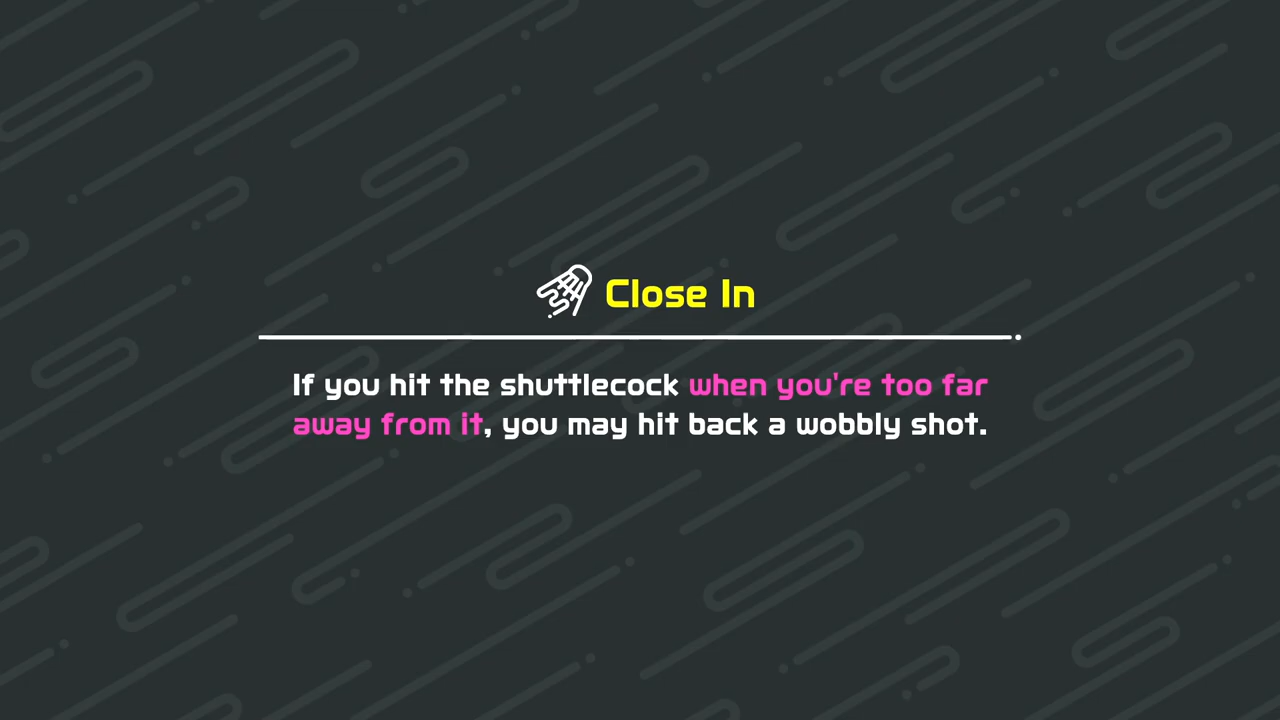 Close In
If you hit the shuttlecock when you're too far
away from it, you may hit back a wobbly shot.